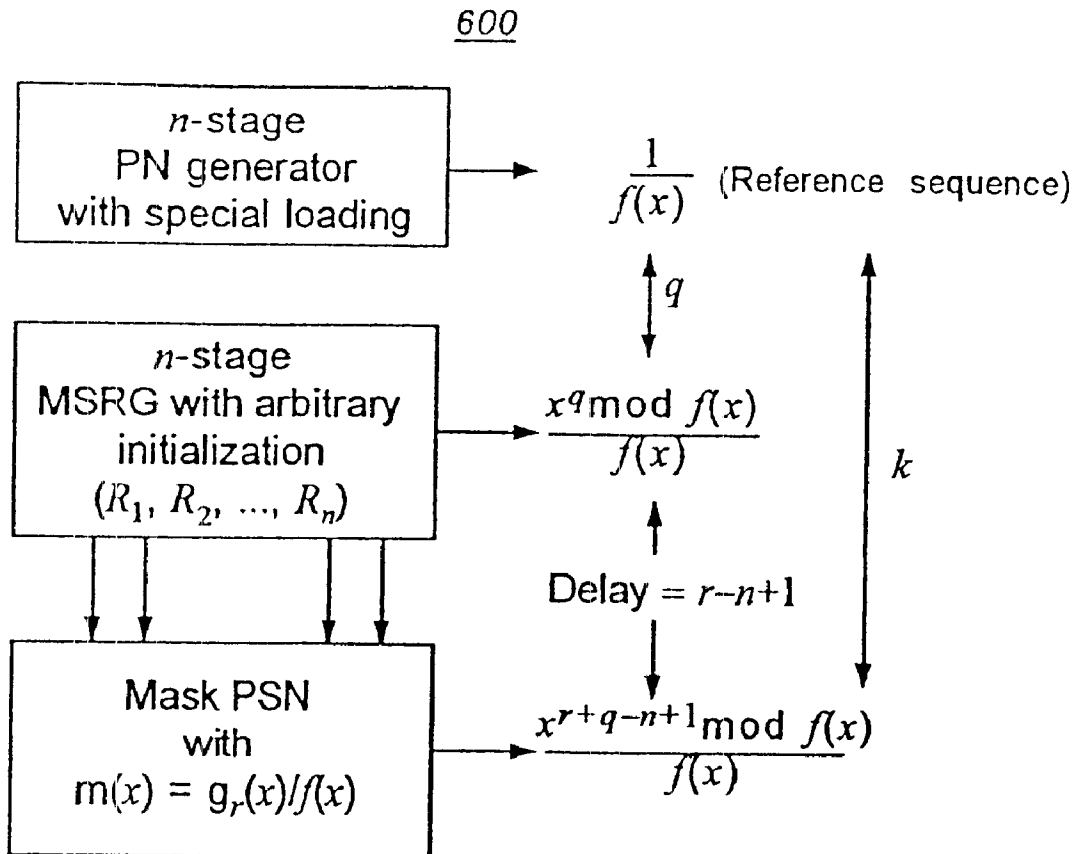 600
n-stage
PN generator
with special loading
1
f(x)
(Reference sequence)
q
n-stage
MSRG with arbitrary
initialization
(R₁, R₂, ..., Rₙ)
x^q mod f(x)
f(x)
k
Delay = r–n+1
Mask PSN
with
m(x) = gᵣ(x)/f(x)
x^{r+q–n+1} mod f(x)
f(x)